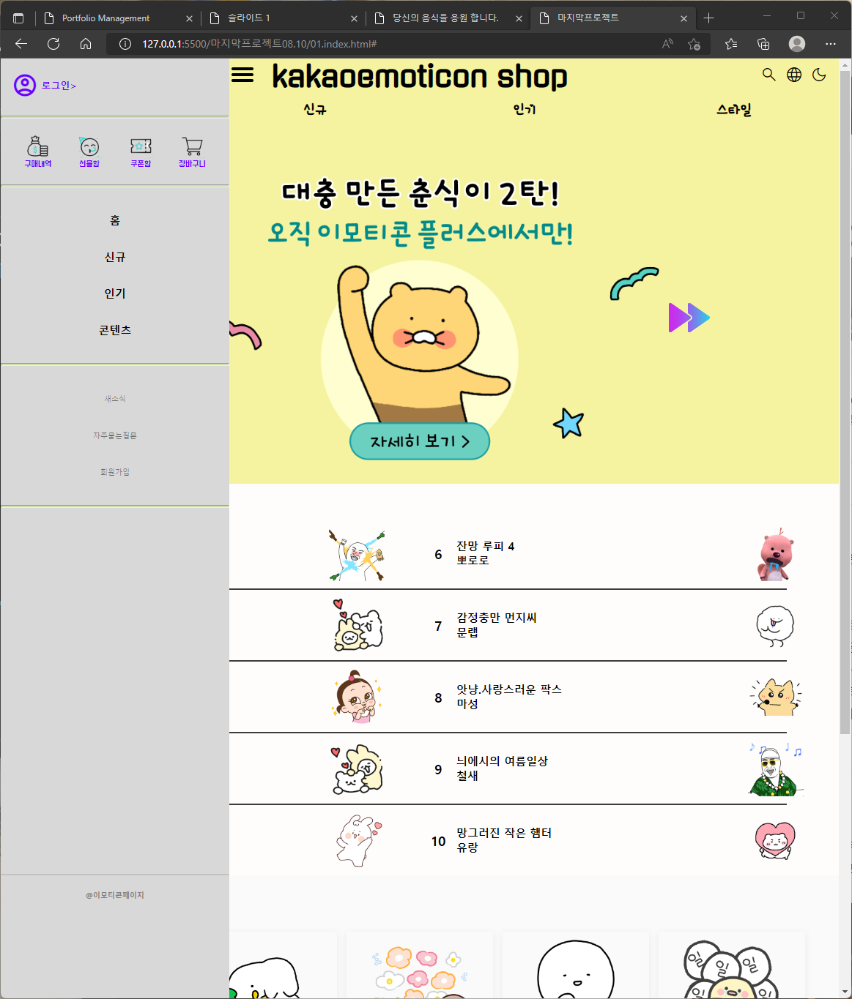 Portfolio Management
슬라이드 1
당신의 음식을 응원 합니다.
마지막프로젝트
127.0.0.1:5500/마지막프로젝트08.10/01.index.html#
로그인>
구매내역
선물함
쿠폰함
장바구니
홈
신규
인기
콘텐츠
새소식
자주묻는질문
회원가입
@이모티콘페이지
kakaoemoticon shop
신규
인기
스타일
대충 만든 춘식이 2탄!
오직 이모티콘 플러스에서만!
자세히 보기 >
6
잔망 루피 4
뽀로로
7
감정충만 먼지씨
문랩
8
앗냥.사랑스러운 팍스
마성
9
늬에시의 여름일상
철새
10
망그러진 작은 햄터
유랑
일
일
일
일
일